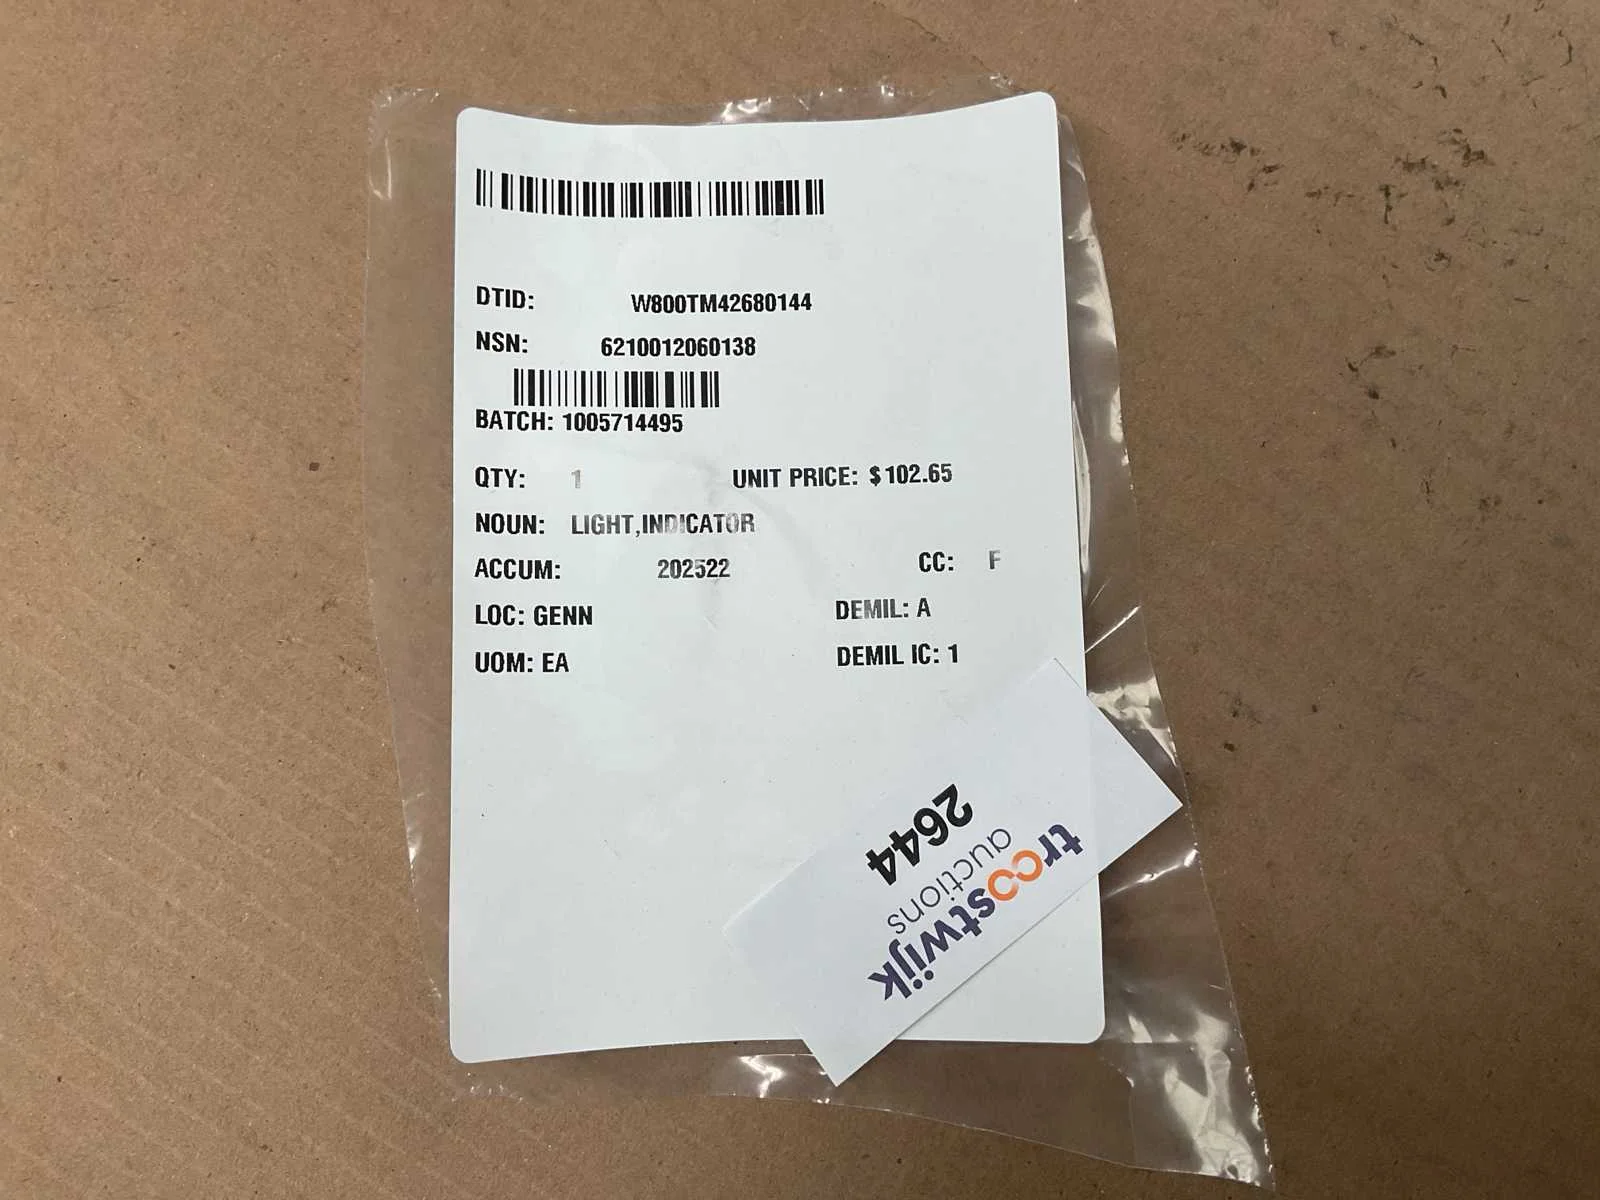 DTID: W800TM42680144
NSN: 6210012060138
BATCH: 1005714495
QTY: 1 UNIT PRICE: $102.65
NOUN: LIGHT,INDICATOR
ACCUM: 202522 CC: F
LOC: GENN DEMIL: A
UOM: EA DEMIL IC: 1
troostwijk
auctions
2644